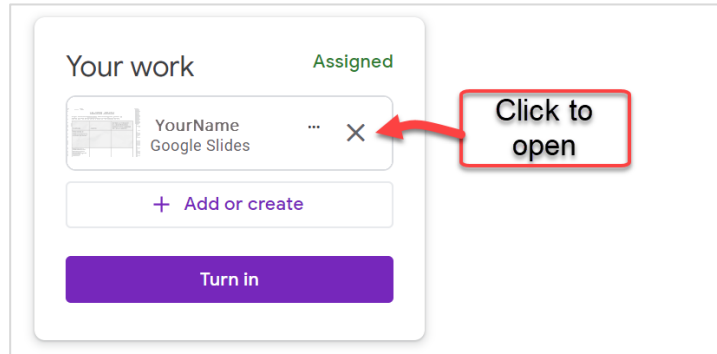 Your work
Assigned
YourName
...
Google Slides
+ Add or create
Turn in
Click to
open